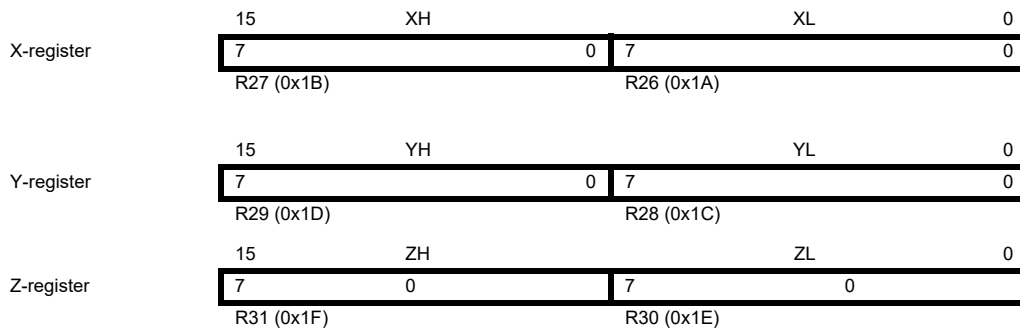 15 XH XL 0
X-register 7 0 7 0
R27 (0x1B) R26 (0x1A)
15 YH YL 0
Y-register 7 0 7 0
R29 (0x1D) R28 (0x1C)
15 ZH ZL 0
Z-register 7 0 7 0
R31 (0x1F) R30 (0x1E)